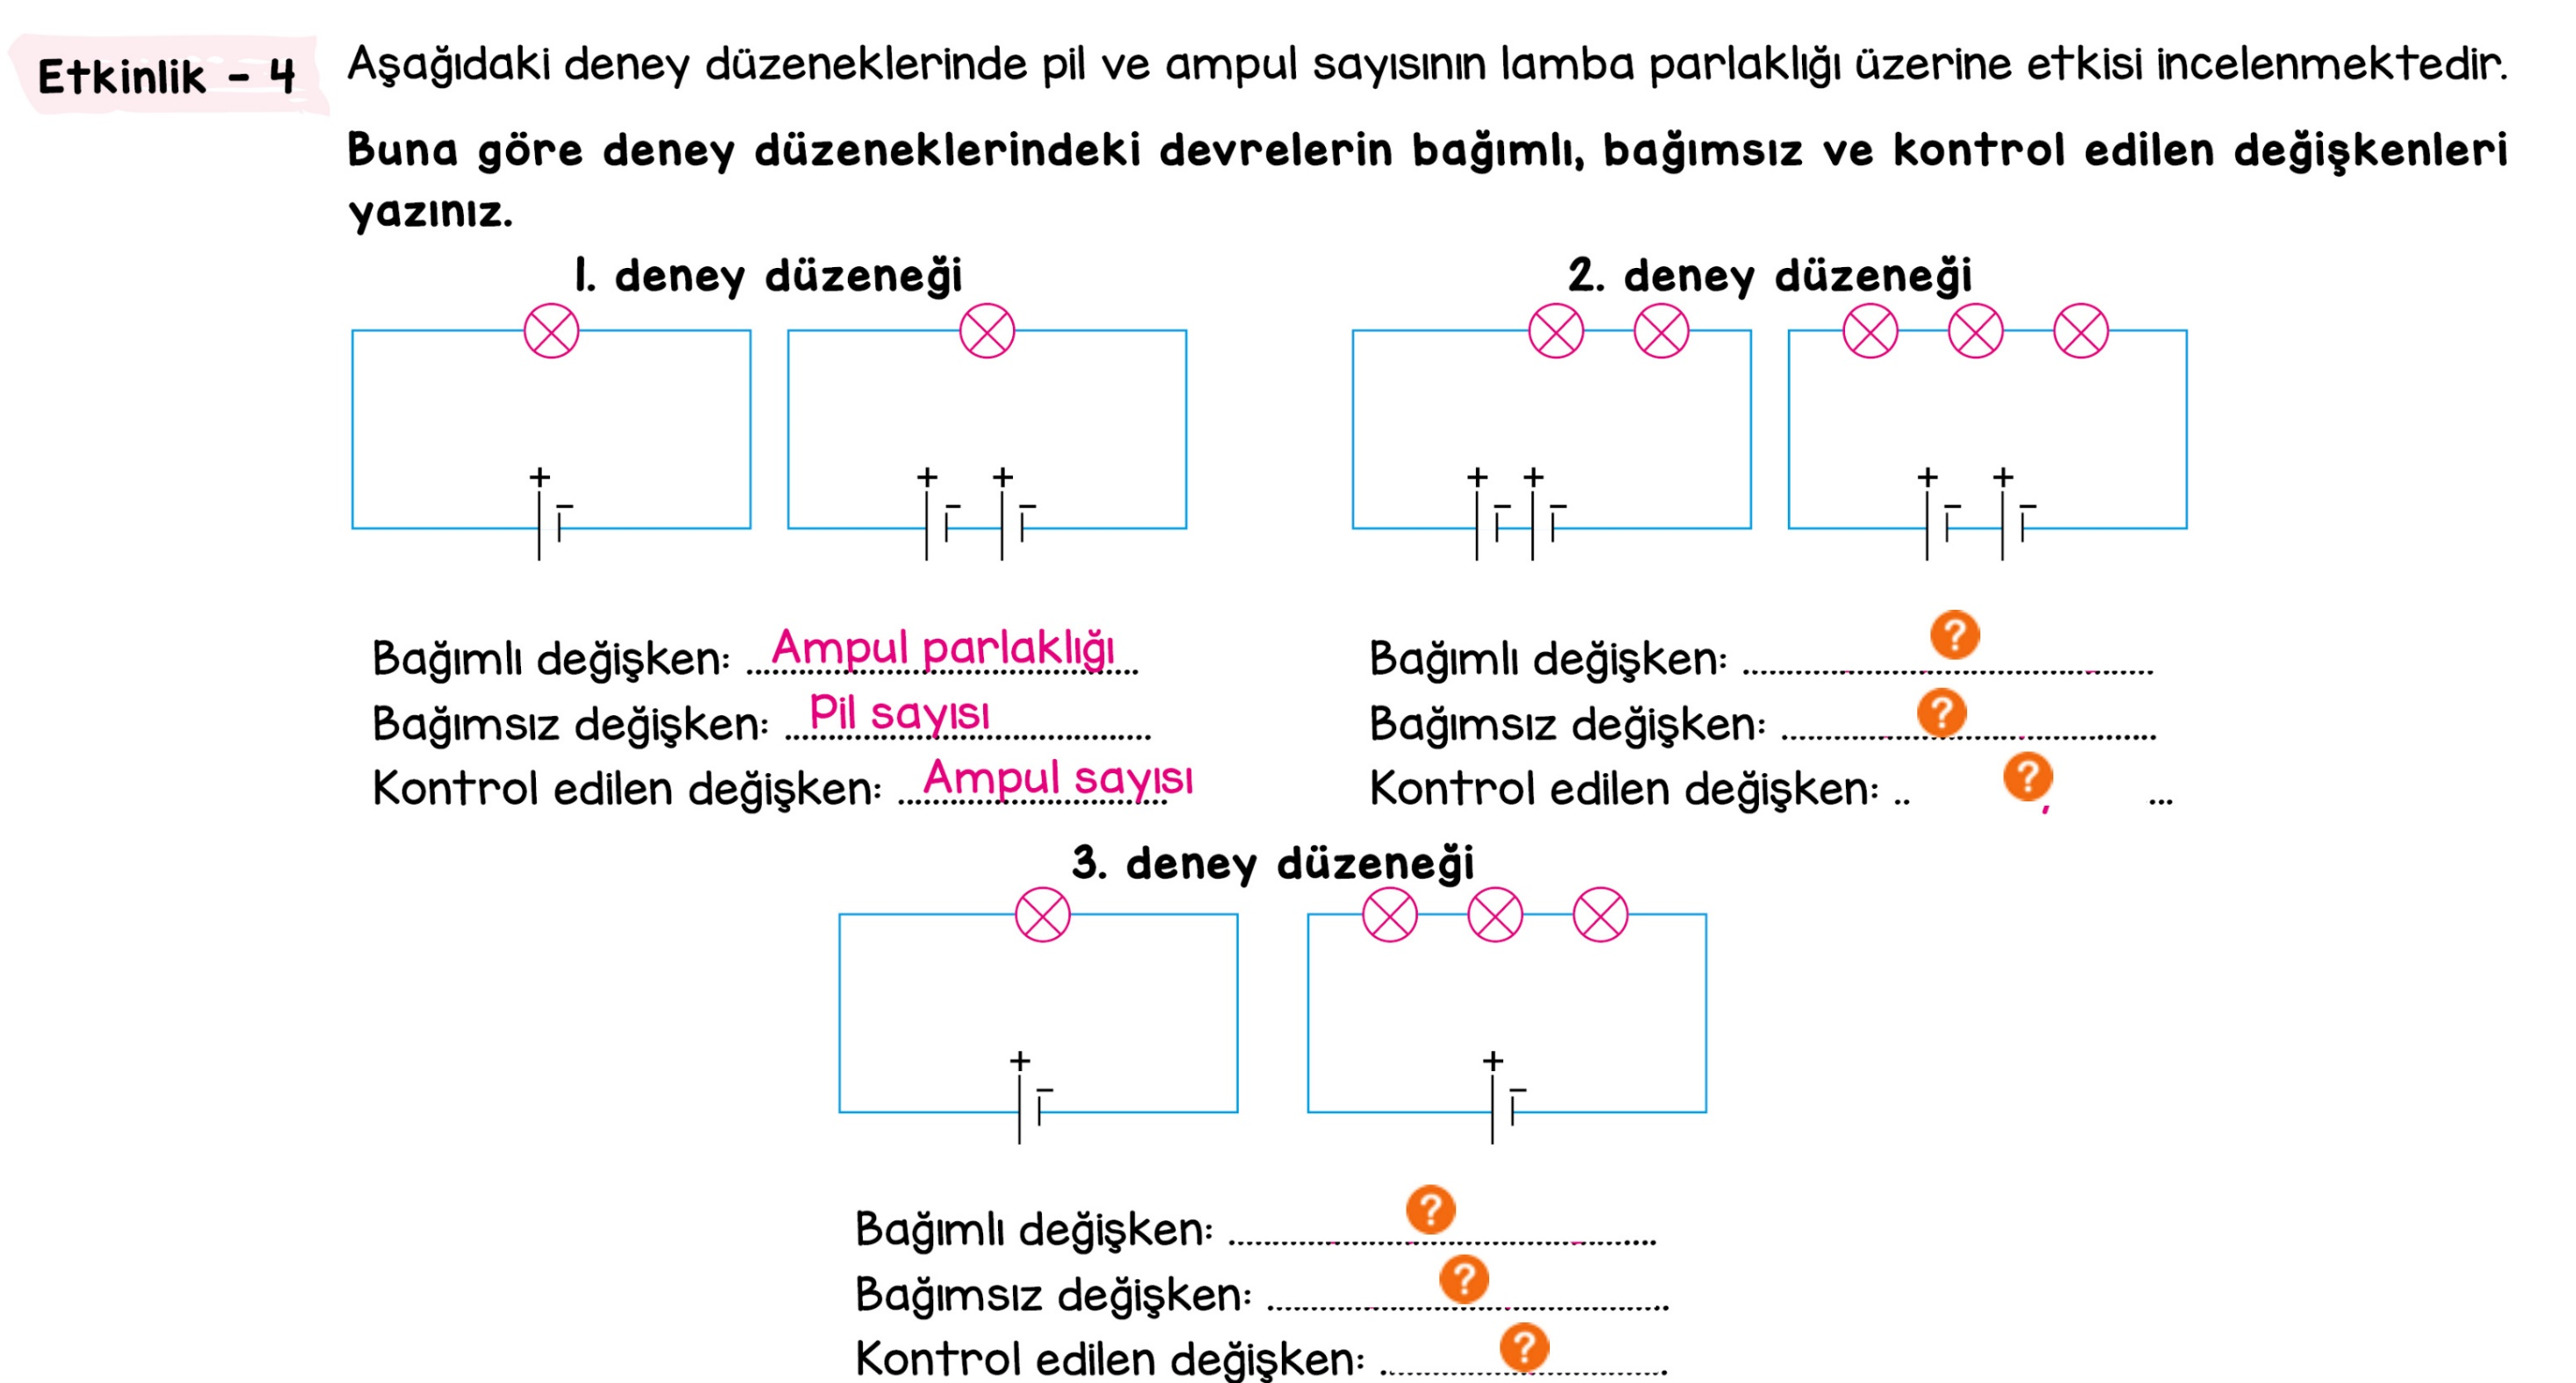 Etkinlik - 4
Aşağıdaki deney düzeneklerinde pil ve ampul sayısının lamba parlaklığı üzerine etkisi incelenmektedir.
Buna göre deney düzeneklerindeki devrelerin bağımlı, bağımsız ve kontrol edilen değişkenleri
yazınız.
1. deney düzeneği
+ -
+ - + -
Bağımlı değişken: Ampul parlaklığı
Bağımsız değişken: Pil sayısı
Kontrol edilen değişken: Ampul sayısı
2. deney düzeneği
+ - + -
+ - + -
Bağımlı değişken: ?
Bağımsız değişken: ?
Kontrol edilen değişken: ?
3. deney düzeneği
+ -
+ -
Bağımlı değişken: ?
Bağımsız değişken: ?
Kontrol edilen değişken: ?